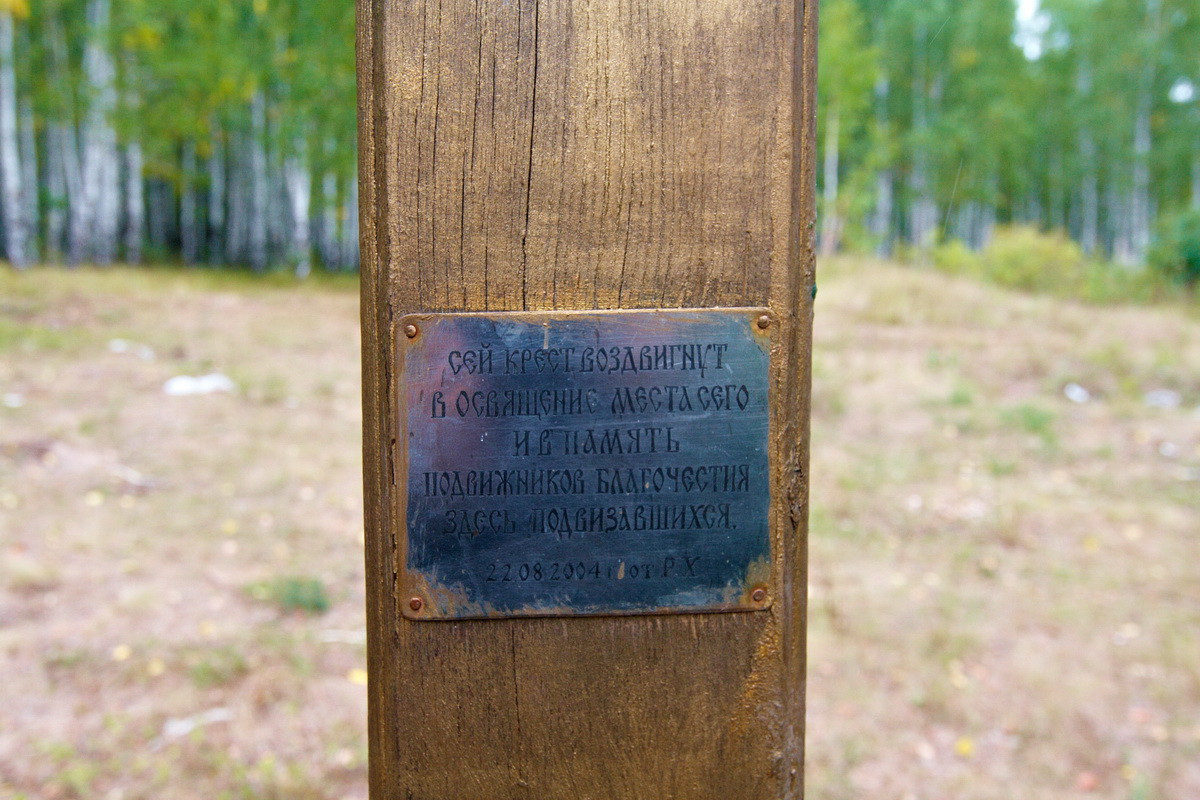 СЕЙ КРЕСТ ВОЗДВИГНУТ
В ОСВЯЩЕНИЕ МЕСТА СЕГО
И В ПАМЯТЬ
ПОДВИЖНИКОВ БЛАГОЧЕСТИЯ
ЗДЕСЬ ПОДВИЗАВШИХСЯ.
22 08 2004 г. от Р.Х.